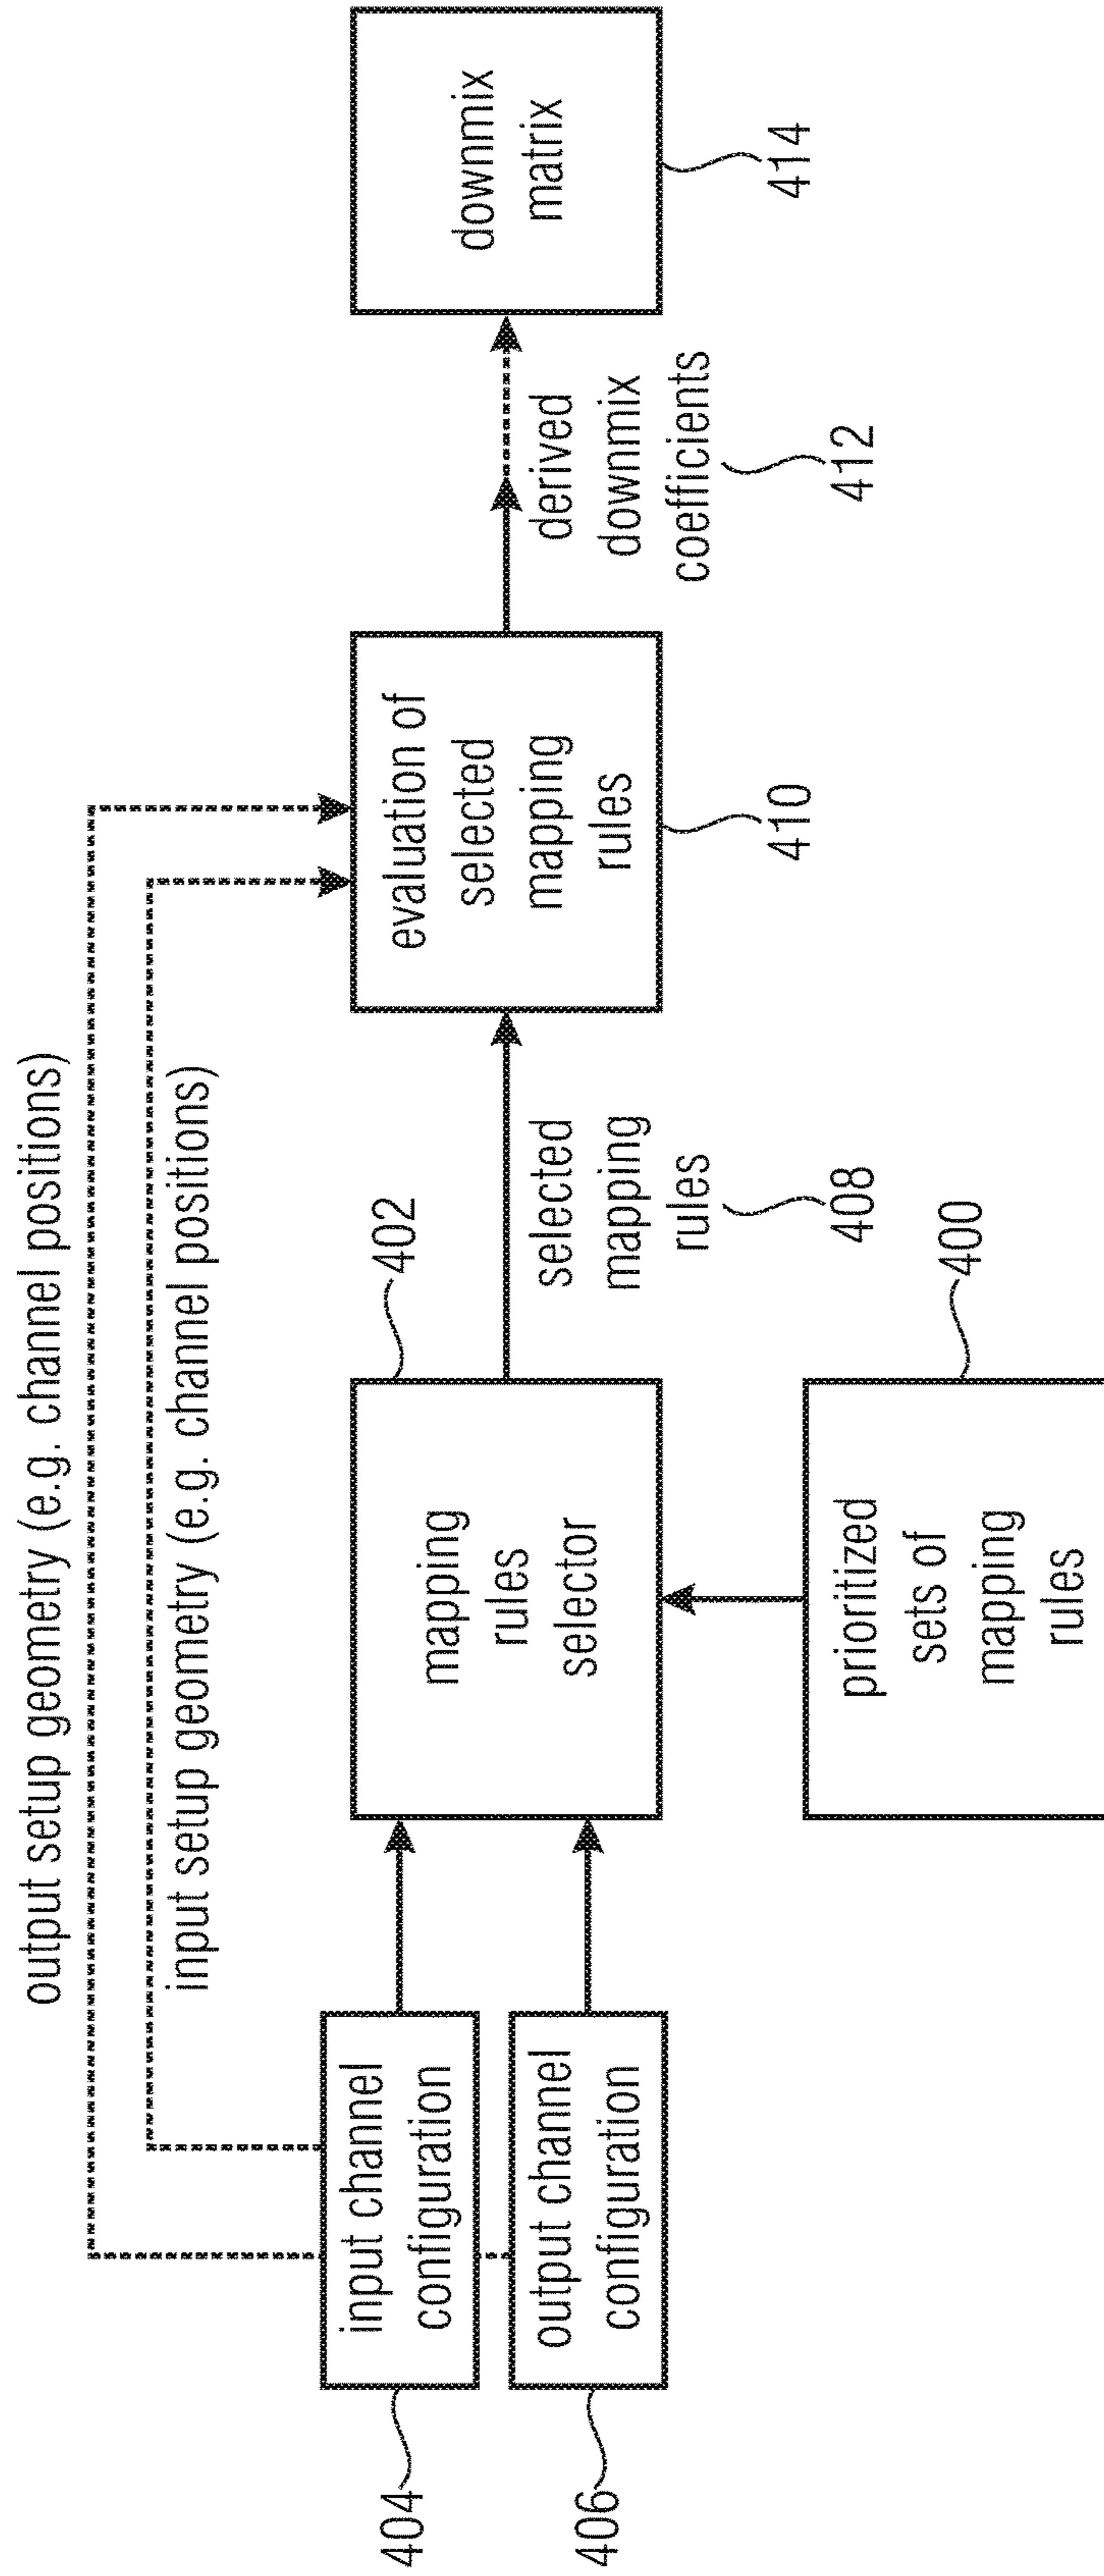 output setup geometry (e.g. channel positions)
input setup geometry (e.g. channel positions)
404
input channel
configuration
406
output channel
configuration
402
mapping
rules
selector
400
prioritized
sets of
mapping
rules
selected
mapping
rules
408
evaluation of
selected
mapping
rules
410
derived
downmix
coefficients
412
downmix
matrix
414